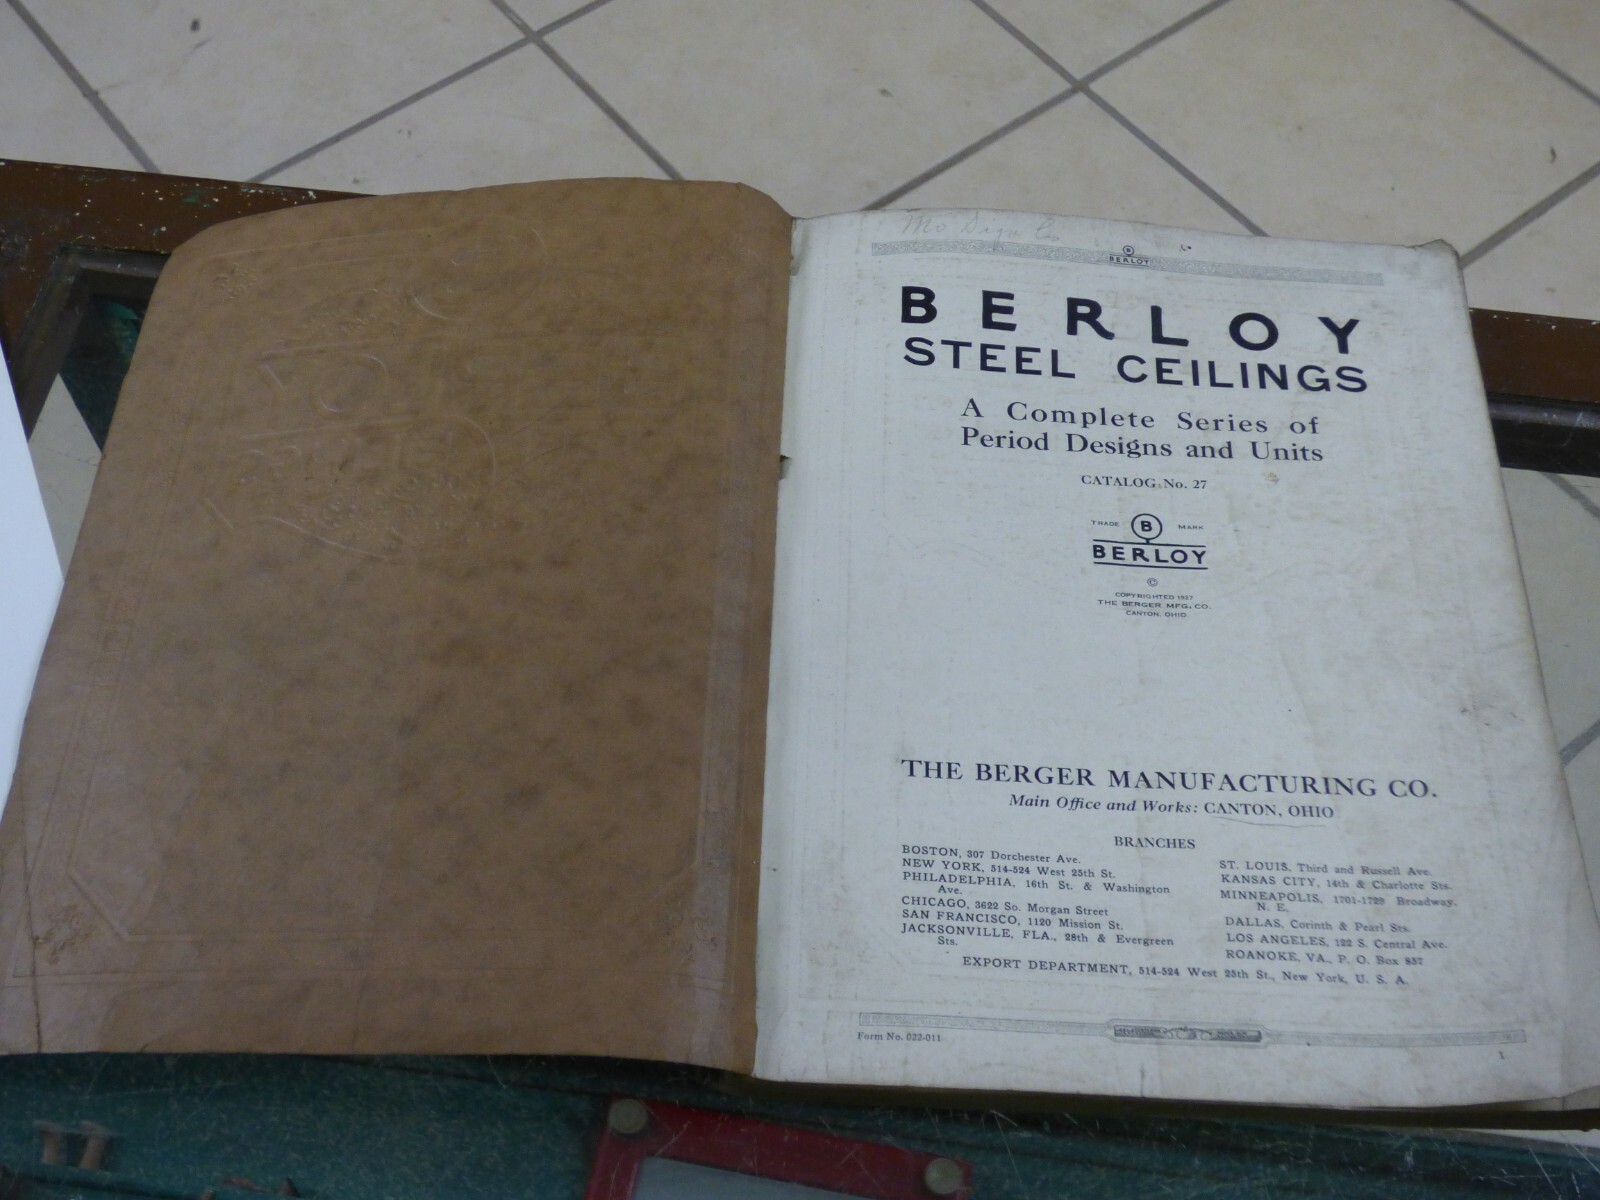 BERLOY
BERLOY
STEEL CEILINGS
A Complete Series of
Period Designs and Units
CATALOG No. 27
TRADE B MARK
BERLOY
©
COPYRIGHTED 1927
THE BERGER MFG. CO.
CANTON, OHIO
THE BERGER MANUFACTURING CO.
Main Office and Works: CANTON, OHIO
BRANCHES
BOSTON, 307 Dorchester Ave.
NEW YORK, 514-524 West 25th St.
PHILADELPHIA, 16th St. & Washington
Ave.
CHICAGO, 3622 So. Morgan Street
SAN FRANCISCO, 1120 Mission St.
JACKSONVILLE, FLA., 28th & Evergreen
Sts.
ST. LOUIS, Third and Russell Ave.
KANSAS CITY, 14th & Charlotte Sts.
MINNEAPOLIS, 1701-1729 Broadway,
N. E.
DALLAS, Corinth & Pearl Sts.
LOS ANGELES, 122 S. Central Ave.
ROANOKE, VA., P. O. Box 857
EXPORT DEPARTMENT, 514-524 West 25th St., New York, U. S. A.
Form No. 022-011
1